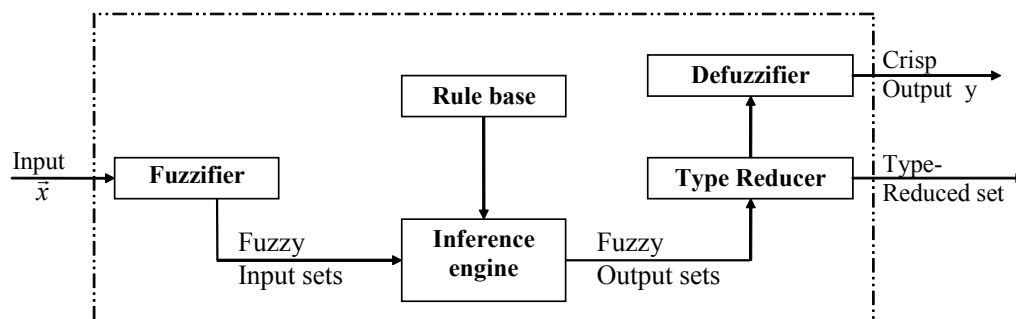 Input
x⃗
Fuzzifier
Fuzzy
Input sets
Rule base
Inference
engine
Fuzzy
Output sets
Type Reducer
Defuzzifier
Crisp
Output y
Type-
Reduced set